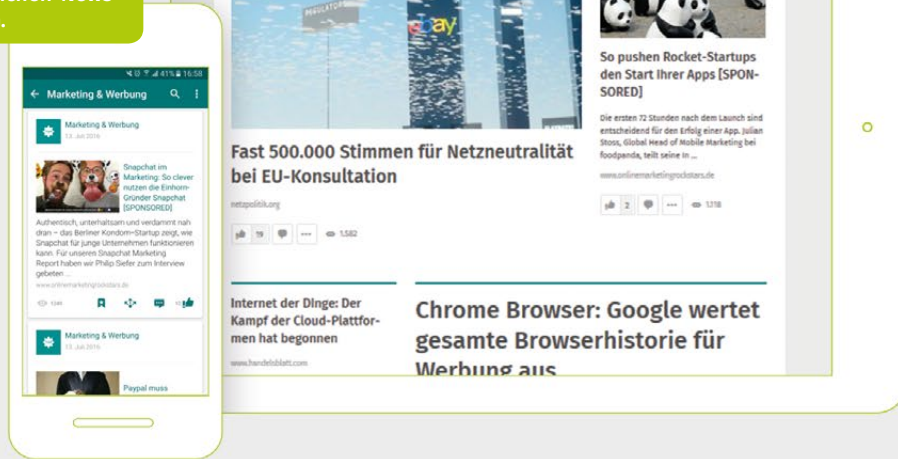 .
41% 16:58
Marketing & Werbung
Marketing & Werbung
13. Juli 2016
Snapchat im
Marketing: So clever
nutzen die Einhorn-
Gründer Snapchat
[SPONSORED]
Authentisch, unterhaltsam und verdammt nah
dran – das Berliner Kondom-Startup zeigt, wie
Snapchat für junge Unternehmen funktionieren
kann. Für unseren Snapchat Marketing
Report haben wir Philip Siefer zum Interview
gebeten ...
www.onlinemarketingrockstars.de
Marketing & Werbung
13. Juli 2016
Paypal muss
ebay
Fast 500.000 Stimmen für Netzneutralität
bei EU-Konsultation
netzpolitik.org
19 ... 1,582
Internet der Dinge: Der
Kampf der Cloud-Plattfor-
men hat begonnen
www.handelsblatt.com
Chrome Browser: Google wertet
gesamte Browserhistorie für
Werbung aus
So pushen Rocket-Startups
den Start Ihrer Apps [SPON-
SORED]
Die ersten 72 Stunden nach dem Launch sind
entscheidend für den Erfolg einer App. Julian
Stoss, Global Head of Mobile Marketing bei
foodpanda, teilt seine In ...
www.onlinemarketingrockstars.de
2 ... 1,118